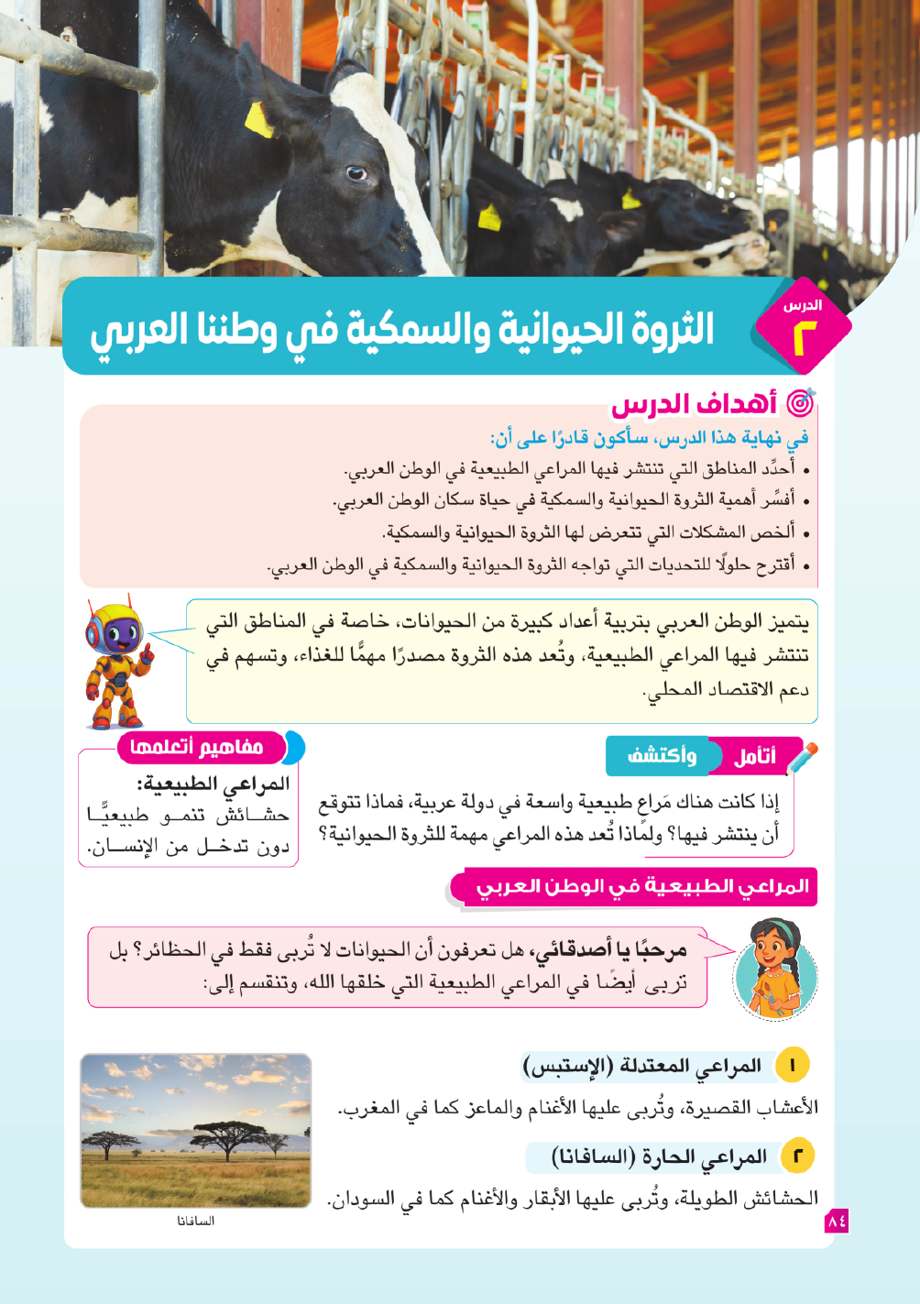 الدرس
٢
الثروة الحيوانية والسمكية في وطننا العربي
أهداف الدرس
في نهاية هذا الدرس، سأكون قادرًا على أن:
• أحدِّد المناطق التي تنتشر فيها المراعي الطبيعية في الوطن العربي.
• أفسِّر أهمية الثروة الحيوانية والسمكية في حياة سكان الوطن العربي.
• ألخص المشكلات التي تتعرض لها الثروة الحيوانية والسمكية.
• أقترح حلولًا للتحديات التي تواجه الثروة الحيوانية والسمكية في الوطن العربي.
يتميز الوطن العربي بتربية أعداد كبيرة من الحيوانات، خاصة في المناطق التي
تنتشر فيها المراعي الطبيعية، وتُعد هذه الثروة مصدرًا مهمًّا للغذاء، وتسهم في
دعم الاقتصاد المحلي.
أتأمل وأكتشف
إذا كانت هناك مَراعٍ طبيعية واسعة في دولة عربية، فماذا تتوقع
أن ينتشر فيها؟ ولماذا تُعد هذه المراعي مهمة للثروة الحيوانية؟
مفاهيم أتعلمها
المراعي الطبيعية:
حشائش تنمو طبيعيًّا
دون تدخل من الإنسان.
المراعي الطبيعية في الوطن العربي
مرحبًا يا أصدقائي، هل تعرفون أن الحيوانات لا تُربى فقط في الحظائر؟ بل
تربى أيضًا في المراعي الطبيعية التي خلقها الله، وتنقسم إلى:
١ المراعي المعتدلة (الإستبس)
الأعشاب القصيرة، وتُربى عليها الأغنام والماعز كما في المغرب.
٢ المراعي الحارة (السافانا)
الحشائش الطويلة، وتُربى عليها الأبقار والأغنام كما في السودان.
السافانا
٨٤